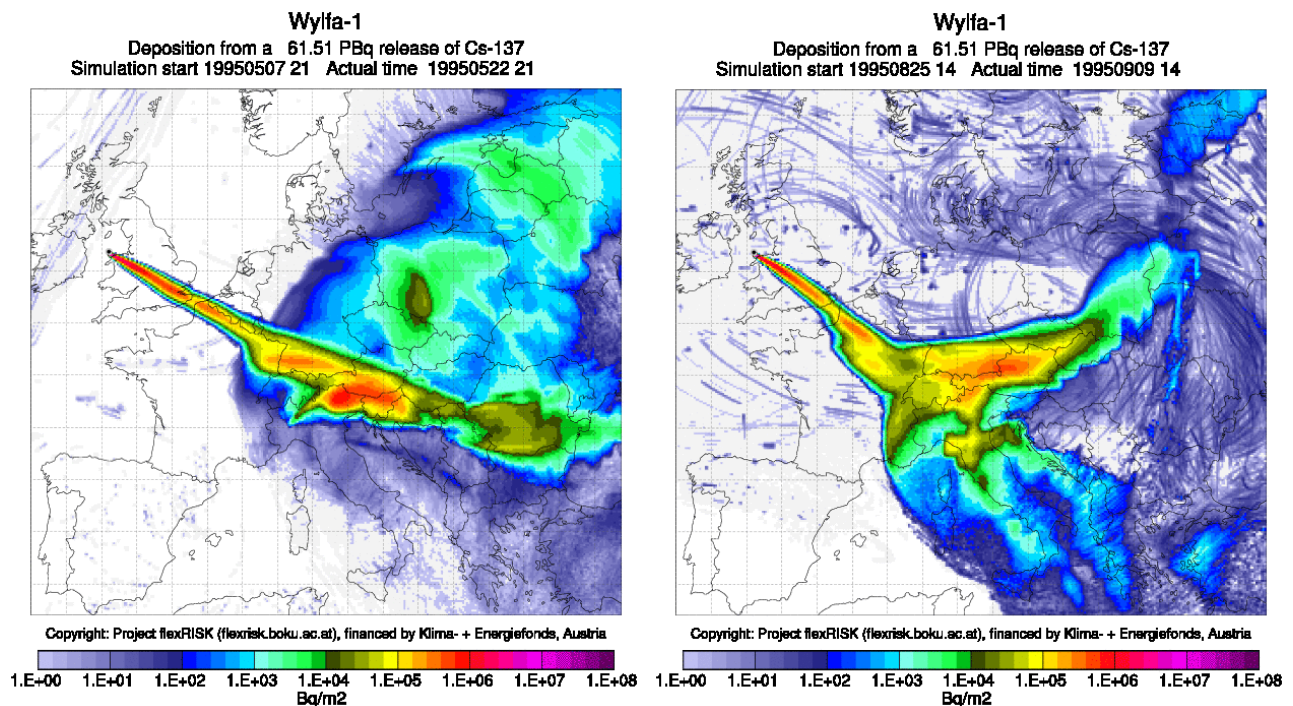 Wylfa-1
Deposition from a 61.51 PBq release of Cs-137
Simulation start 19950507 21 Actual time 19950522 21
Copyright: Project flexRISK (flexrisk.boku.ac.at), financed by Klima- + Energiefonds, Austria
1.E+00 1.E+01 1.E+02 1.E+03 1.E+04 1.E+05 1.E+06 1.E+07 1.E+08
Bq/m2
Wylfa-1
Deposition from a 61.51 PBq release of Cs-137
Simulation start 19950825 14 Actual time 19950909 14
Copyright: Project flexRISK (flexrisk.boku.ac.at), financed by Klima- + Energiefonds, Austria
1.E+00 1.E+01 1.E+02 1.E+03 1.E+04 1.E+05 1.E+06 1.E+07 1.E+08
Bq/m2